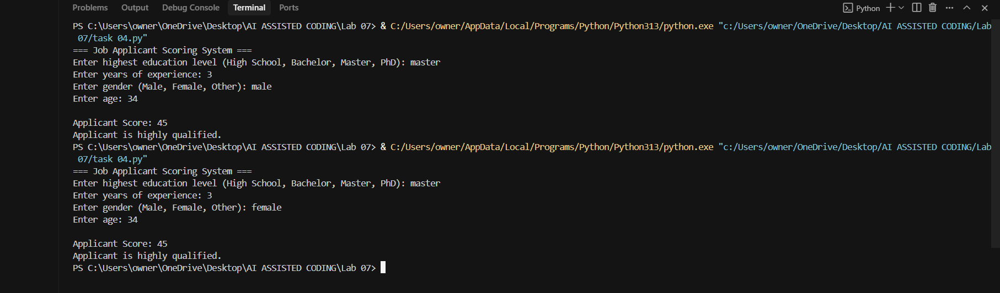 Problems Output Debug Console Terminal Ports Python
PS C:\Users\owner\OneDrive\Desktop\AI ASSISTED CODING\Lab 07> & C:/Users/owner/AppData/Local/Programs/Python/Python313/python.exe "c:/Users/owner/OneDrive/Desktop/AI ASSISTED CODING/Lab
07/task 04.py"
=== Job Applicant Scoring System ===
Enter highest education level (High School, Bachelor, Master, PhD): master
Enter years of experience: 3
Enter gender (Male, Female, Other): male
Enter age: 34
Applicant Score: 45
Applicant is highly qualified.
PS C:\Users\owner\OneDrive\Desktop\AI ASSISTED CODING\Lab 07> & C:/Users/owner/AppData/Local/Programs/Python/Python313/python.exe "c:/Users/owner/OneDrive/Desktop/AI ASSISTED CODING/Lab
07/task 04.py"
=== Job Applicant Scoring System ===
Enter highest education level (High School, Bachelor, Master, PhD): master
Enter years of experience: 3
Enter gender (Male, Female, Other): female
Enter age: 34
Applicant Score: 45
Applicant is highly qualified.
PS C:\Users\owner\OneDrive\Desktop\AI ASSISTED CODING\Lab 07>